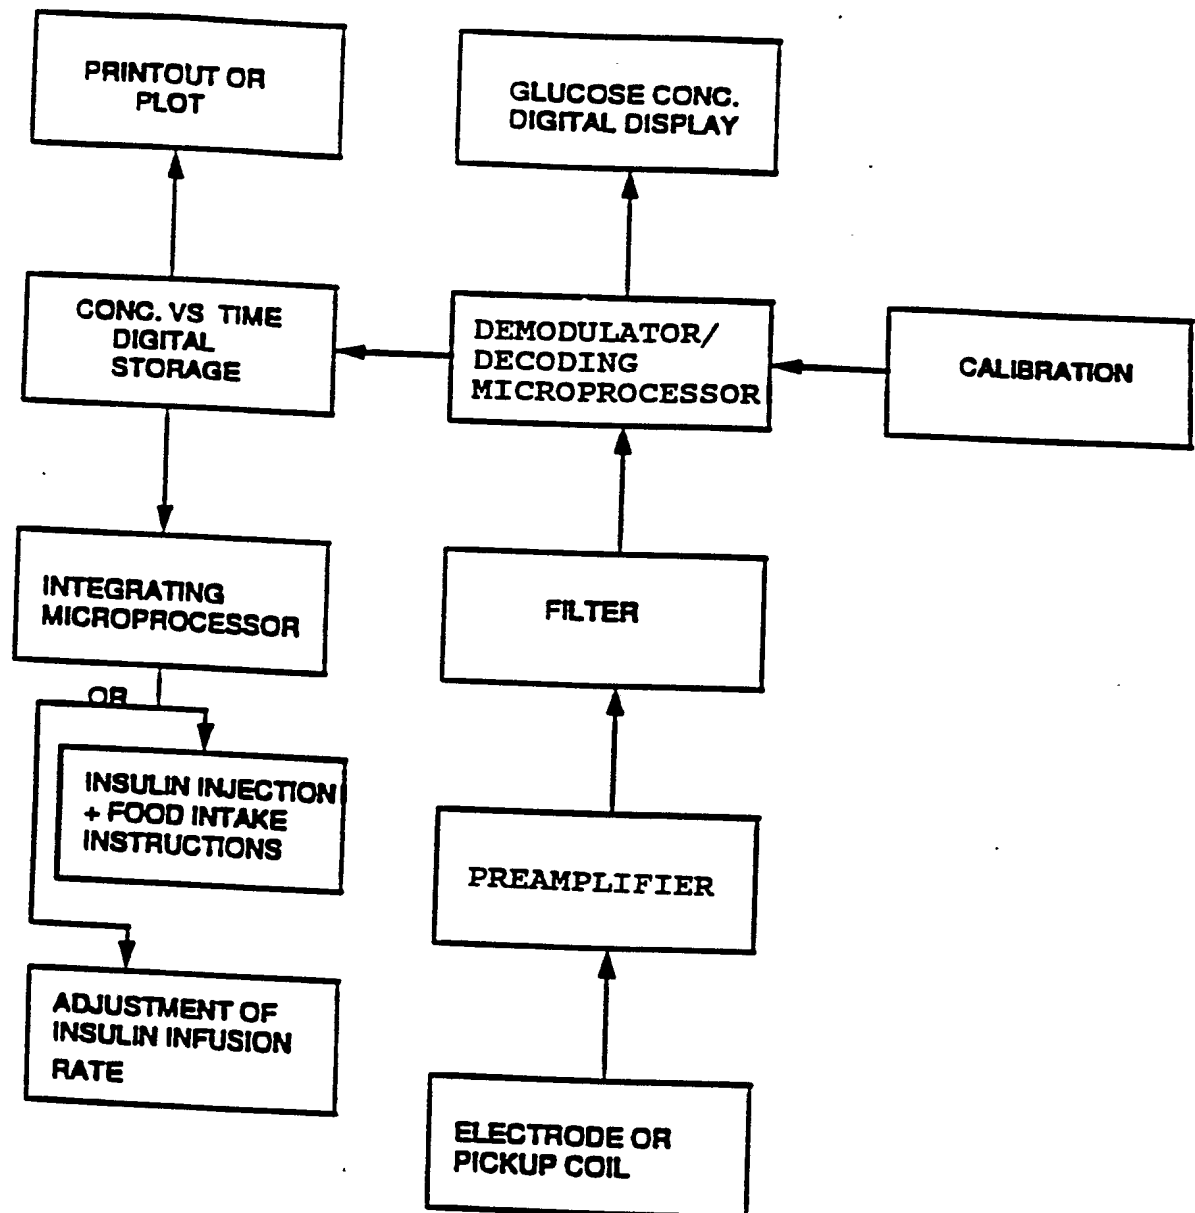 PRINTOUT OR
PLOT
GLUCOSE CONC.
DIGITAL DISPLAY
CONC. VS TIME
DIGITAL
STORAGE
DEMODULATOR/
DECODING
MICROPROCESSOR
CALIBRATION
INTEGRATING
MICROPROCESSOR
FILTER
OR
INSULIN INJECTION
+ FOOD INTAKE
INSTRUCTIONS
PREAMPLIFIER
ADJUSTMENT OF
INSULIN INFUSION
RATE
ELECTRODE OR
PICKUP COIL